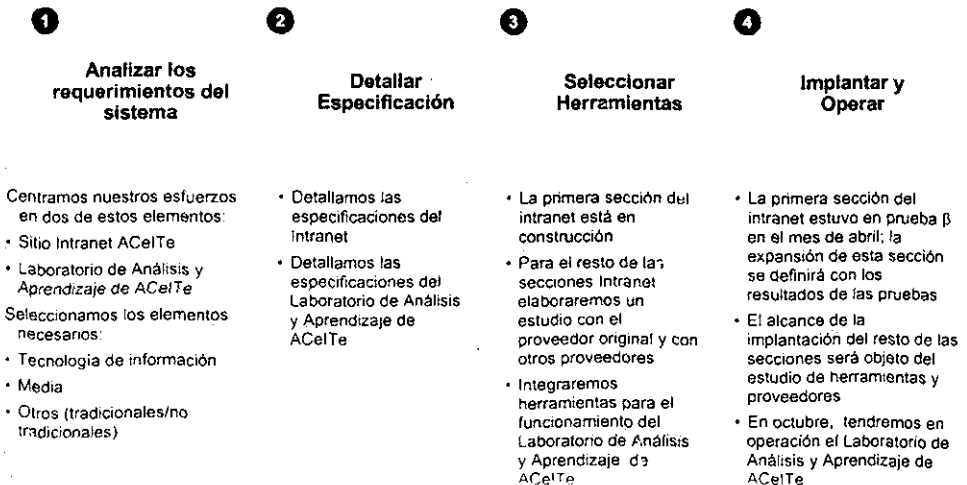 1
Analizar los
requerimientos del
sistema
Centramos nuestros esfuerzos
en dos de estos elementos:
• Sitio Intranet ACeITe
• Laboratorio de Análisis y
Aprendizaje de ACeITe
Seleccionamos los elementos
necesarios:
• Tecnología de información
• Media
• Otros (tradicionales/no
tradicionales)
2
Detallar
Especificación
• Detallamos las
especificaciones del
Intranet
• Detallamos las
especificaciones del
Laboratorio de Análisis
y Aprendizaje de
ACeITe
3
Seleccionar
Herramientas
• La primera sección del
intranet está en
construcción
• Para el resto de las
secciones Intranet
elaboraremos un
estudio con el
proveedor original y con
otros proveedores
• Integraremos
herramientas para el
funcionamiento del
Laboratorio de Análisis
y Aprendizaje de
ACeITe
4
Implantar y
Operar
• La primera sección del
intranet estuvo en prueba β
en el mes de abril; la
expansión de esta sección
se definirá con los
resultados de las pruebas
• El alcance de la
implantación del resto de las
secciones será objeto del
estudio de herramientas y
proveedores
• En octubre, tendremos en
operación el Laboratorio de
Análisis y Aprendizaje de
ACeITe